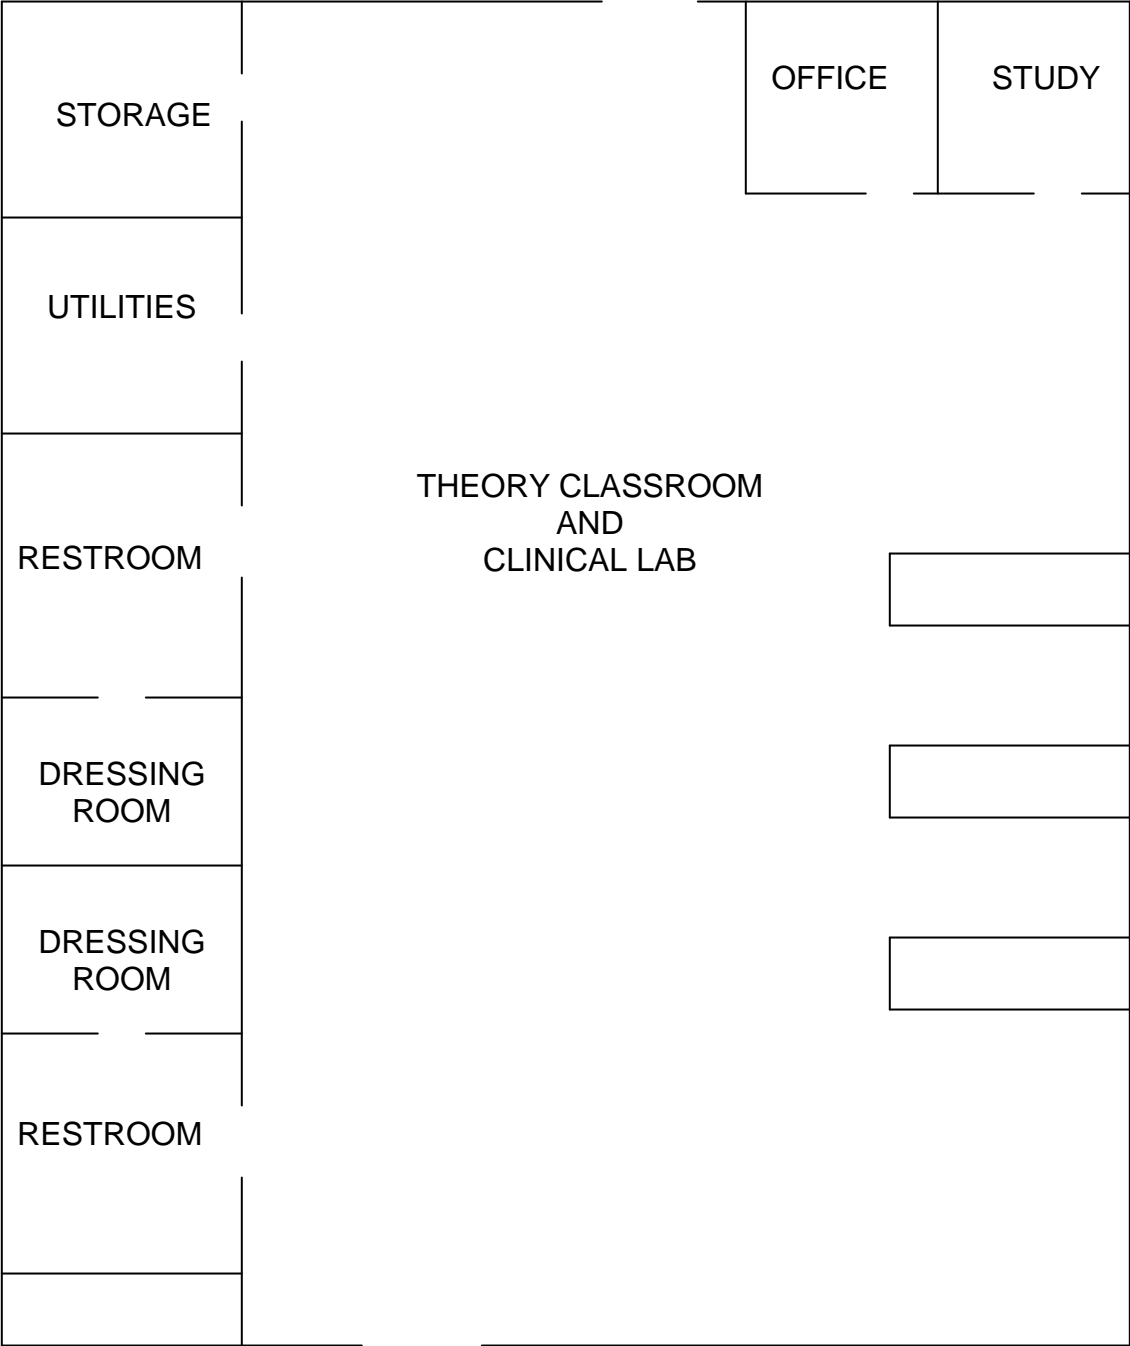 OFFICE
STUDY
STORAGE
UTILITIES
THEORY CLASSROOM
AND
CLINICAL LAB
RESTROOM
DRESSING
ROOM
DRESSING
ROOM
RESTROOM